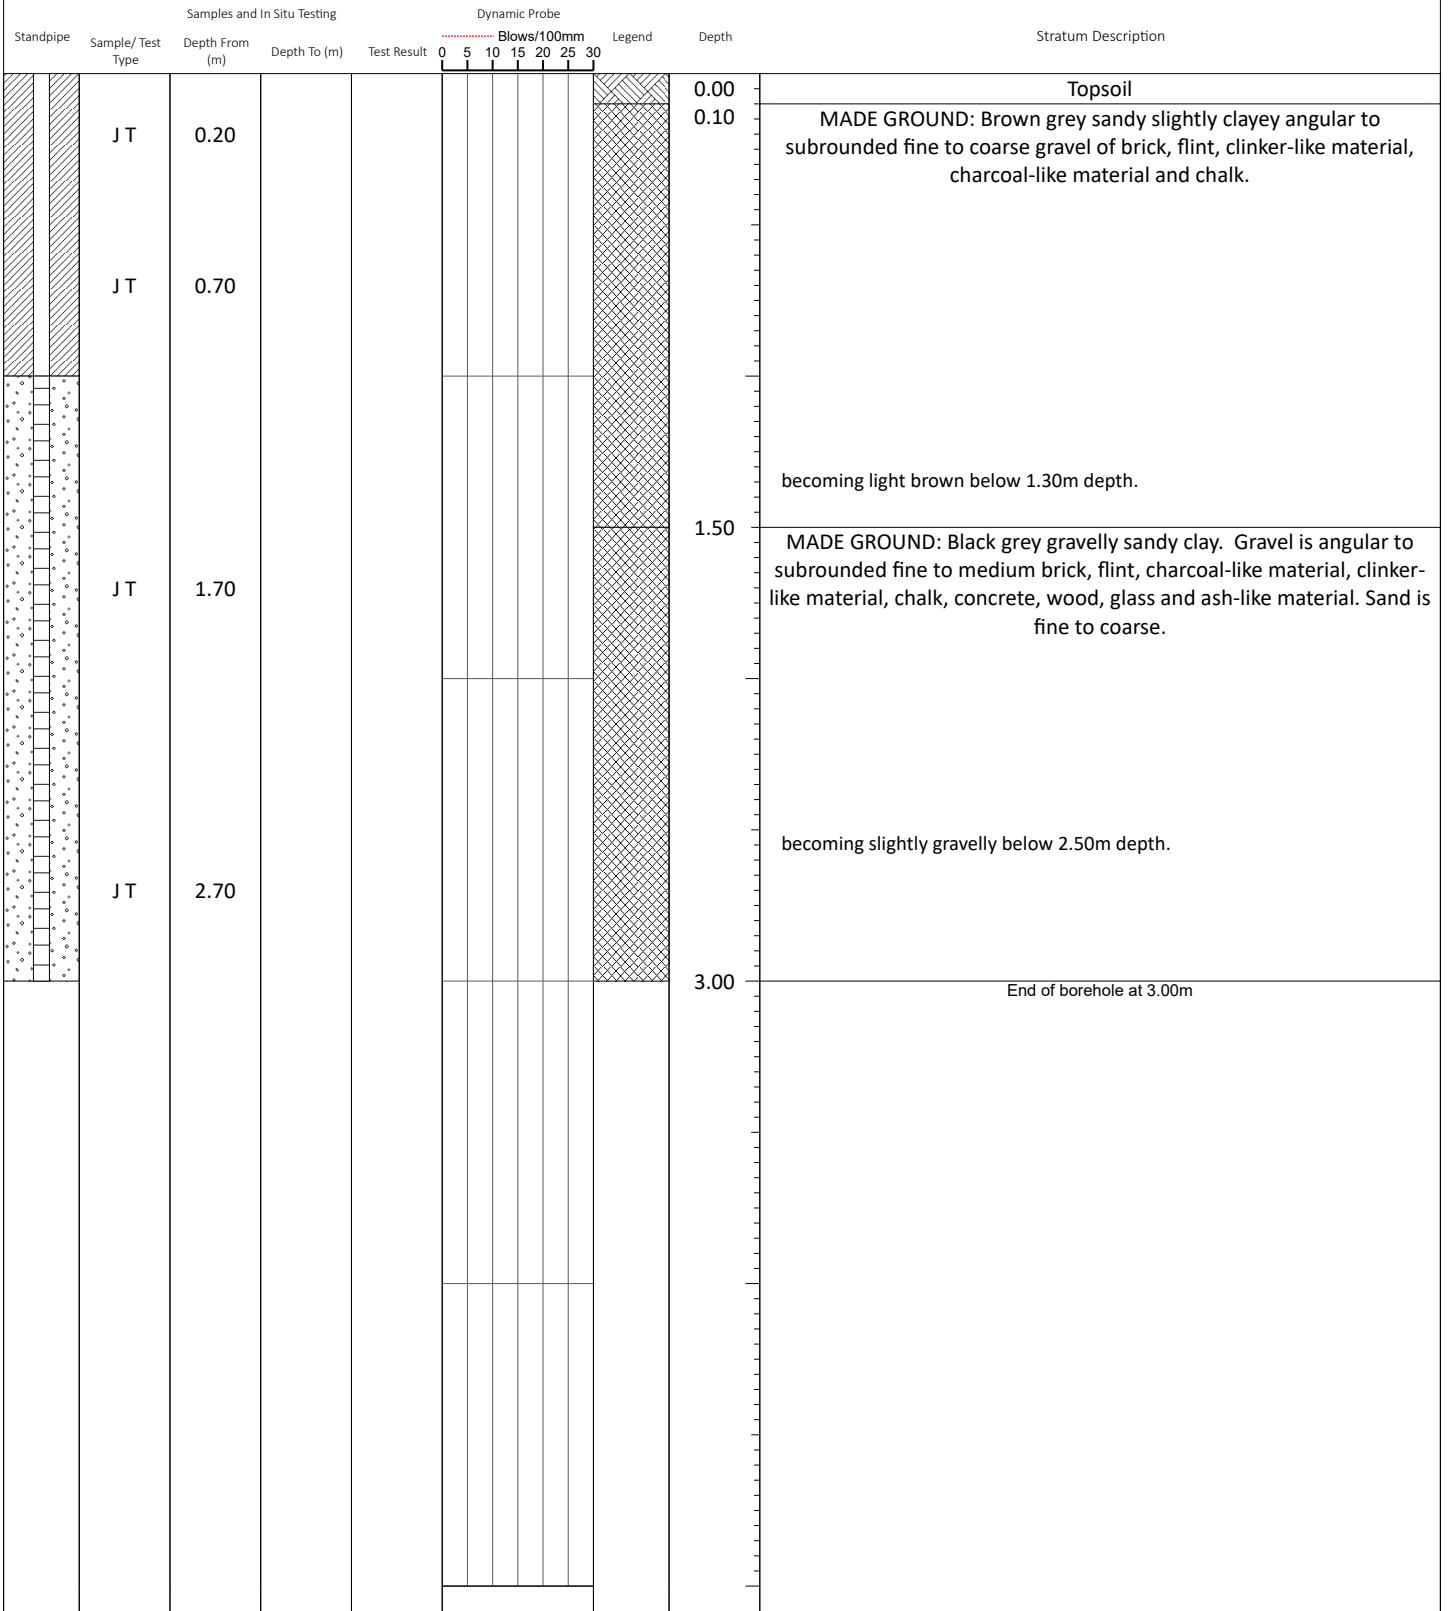 Samples and In Situ Testing
Dynamic Probe
Standpipe
Sample/ Test
Type
Depth From
(m)
Depth To (m)
Test Result
Blows/100mm
0 5 10 15 20 25 30
Legend
Depth
Stratum Description
0.00
Topsoil
0.10
MADE GROUND: Brown grey sandy slightly clayey angular to
subrounded fine to coarse gravel of brick, flint, clinker-like material,
charcoal-like material and chalk.
J T 0.20
J T 0.70
becoming light brown below 1.30m depth.
1.50
MADE GROUND: Black grey gravelly sandy clay. Gravel is angular to
subrounded fine to medium brick, flint, charcoal-like material, clinker-
like material, chalk, concrete, wood, glass and ash-like material. Sand is
fine to coarse.
J T 1.70
becoming slightly gravelly below 2.50m depth.
J T 2.70
3.00
End of borehole at 3.00m